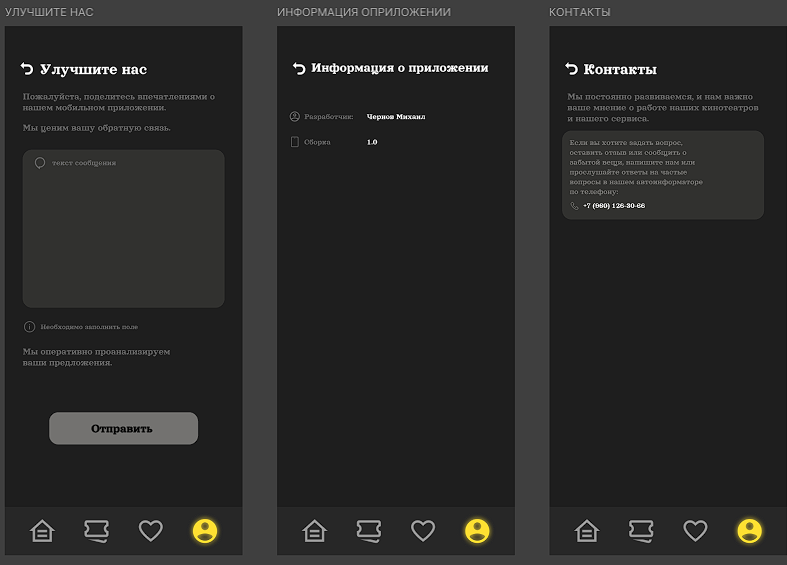 УЛУЧШИТЕ НАС
Улучшите нас
Пожалуйста, поделитесь впечатлениями о
нашем мобильном приложении.
Мы ценим вашу обратную связь.
текст сообщения
Необходимо заполнить поле
Мы оперативно проанализируем
ваши предложения.
Отправить
ИНФОРМАЦИЯ ОПРИЛОЖЕНИИ
Информация о приложении
Разработчик: Чернов Михаил
Сборка 1.0
КОНТАКТЫ
Контакты
Мы постоянно развиваемся, и нам важно
ваше мнение о работе наших кинотеатров
и нашего сервиса.
Если вы хотите задать вопрос,
оставить отзыв или сообщить о
забытой вещи, напишите нам или
прослушайте ответы на частые
вопросы в нашем автоинформаторе
по телефону:
+7 (960) 126-30-66